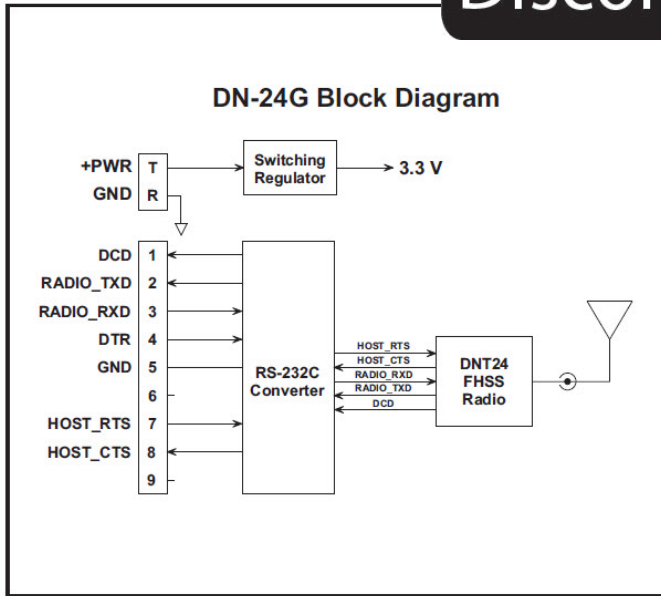 DN-24G Block Diagram
+PWR T
GND R
Switching
Regulator
3.3 V
DCD 1
RADIO_TXD 2
RADIO_RXD 3
DTR 4
GND 5
6
HOST_RTS 7
HOST_CTS 8
9
RS-232C
Converter
HOST_RTS
HOST_CTS
RADIO_RXD
RADIO_TXD
DCD
DNT24
FHSS
Radio